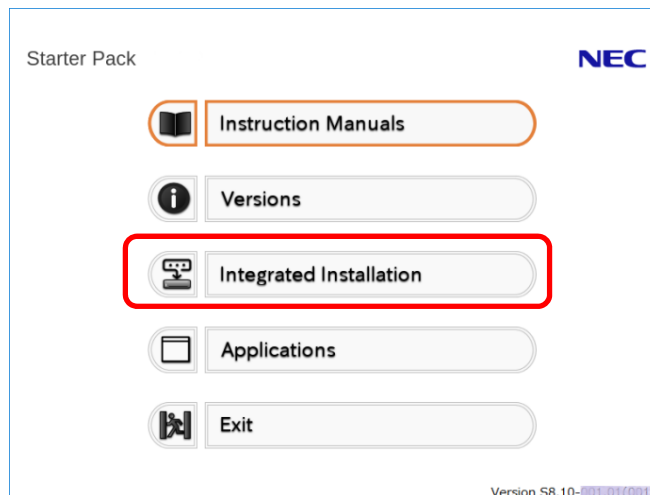 Starter Pack
NEC
Instruction Manuals
Versions
Integrated Installation
Applications
Exit
Version S8.10-